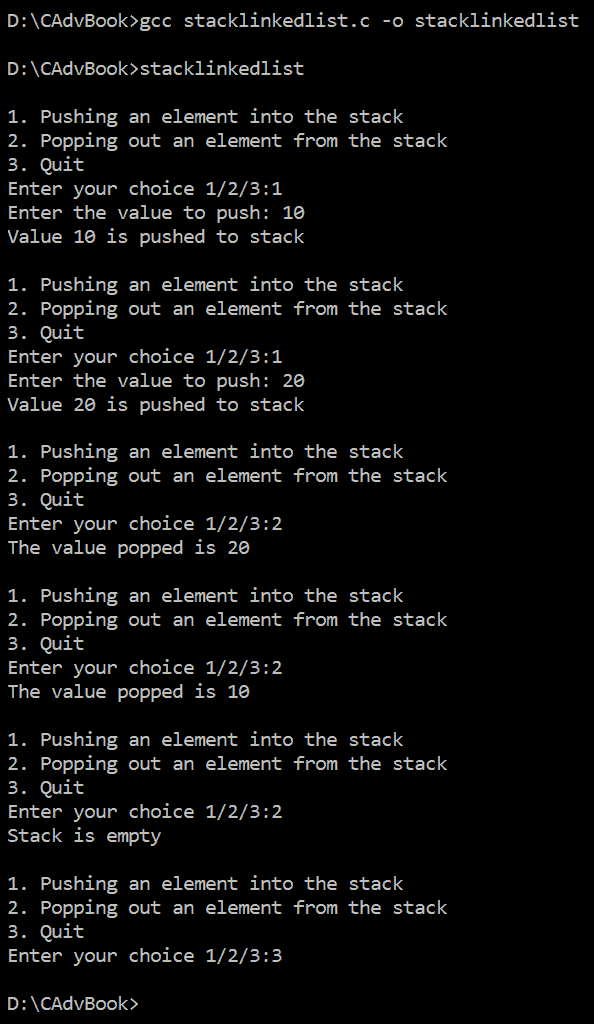 D:\CAdvBook>gcc stacklinkedlist.c -o stacklinkedlist
D:\CAdvBook>stacklinkedlist
1. Pushing an element into the stack
2. Popping out an element from the stack
3. Quit
Enter your choice 1/2/3:1
Enter the value to push: 10
Value 10 is pushed to stack
1. Pushing an element into the stack
2. Popping out an element from the stack
3. Quit
Enter your choice 1/2/3:1
Enter the value to push: 20
Value 20 is pushed to stack
1. Pushing an element into the stack
2. Popping out an element from the stack
3. Quit
Enter your choice 1/2/3:2
The value popped is 20
1. Pushing an element into the stack
2. Popping out an element from the stack
3. Quit
Enter your choice 1/2/3:2
The value popped is 10
1. Pushing an element into the stack
2. Popping out an element from the stack
3. Quit
Enter your choice 1/2/3:2
Stack is empty
1. Pushing an element into the stack
2. Popping out an element from the stack
3. Quit
Enter your choice 1/2/3:3
D:\CAdvBook>